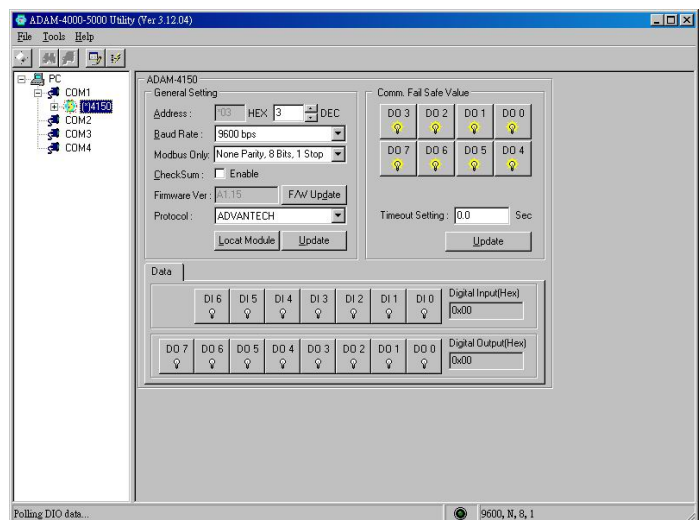 ADAM-4000-5000 Utility (Ver 3.12.04)
File Tools Help
PC
COM1
(*)4150
COM2
COM3
COM4
ADAM-4150
General Setting
Address : *03 HEX 3 DEC
Baud Rate : 9600 bps
Modbus Only: None Parity, 8 Bits, 1 Stop
CheckSum : Enable
Firmware Ver : A1.15 F/W Update
Protocol : ADVANTECH
Locat Module Update
Comm. Fail Safe Value
DO 3 DO 2 DO 1 DO 0
DO 7 DO 6 DO 5 DO 4
Timeout Setting : 0.0 Sec
Update
Data
DI 6 DI 5 DI 4 DI 3 DI 2 DI 1 DI 0 Digital Input(Hex)
0x00
DO 7 DO 6 DO 5 DO 4 DO 3 DO 2 DO 1 DO 0 Digital Output(Hex)
0x00
Polling DIO data... 9600, N, 8, 1